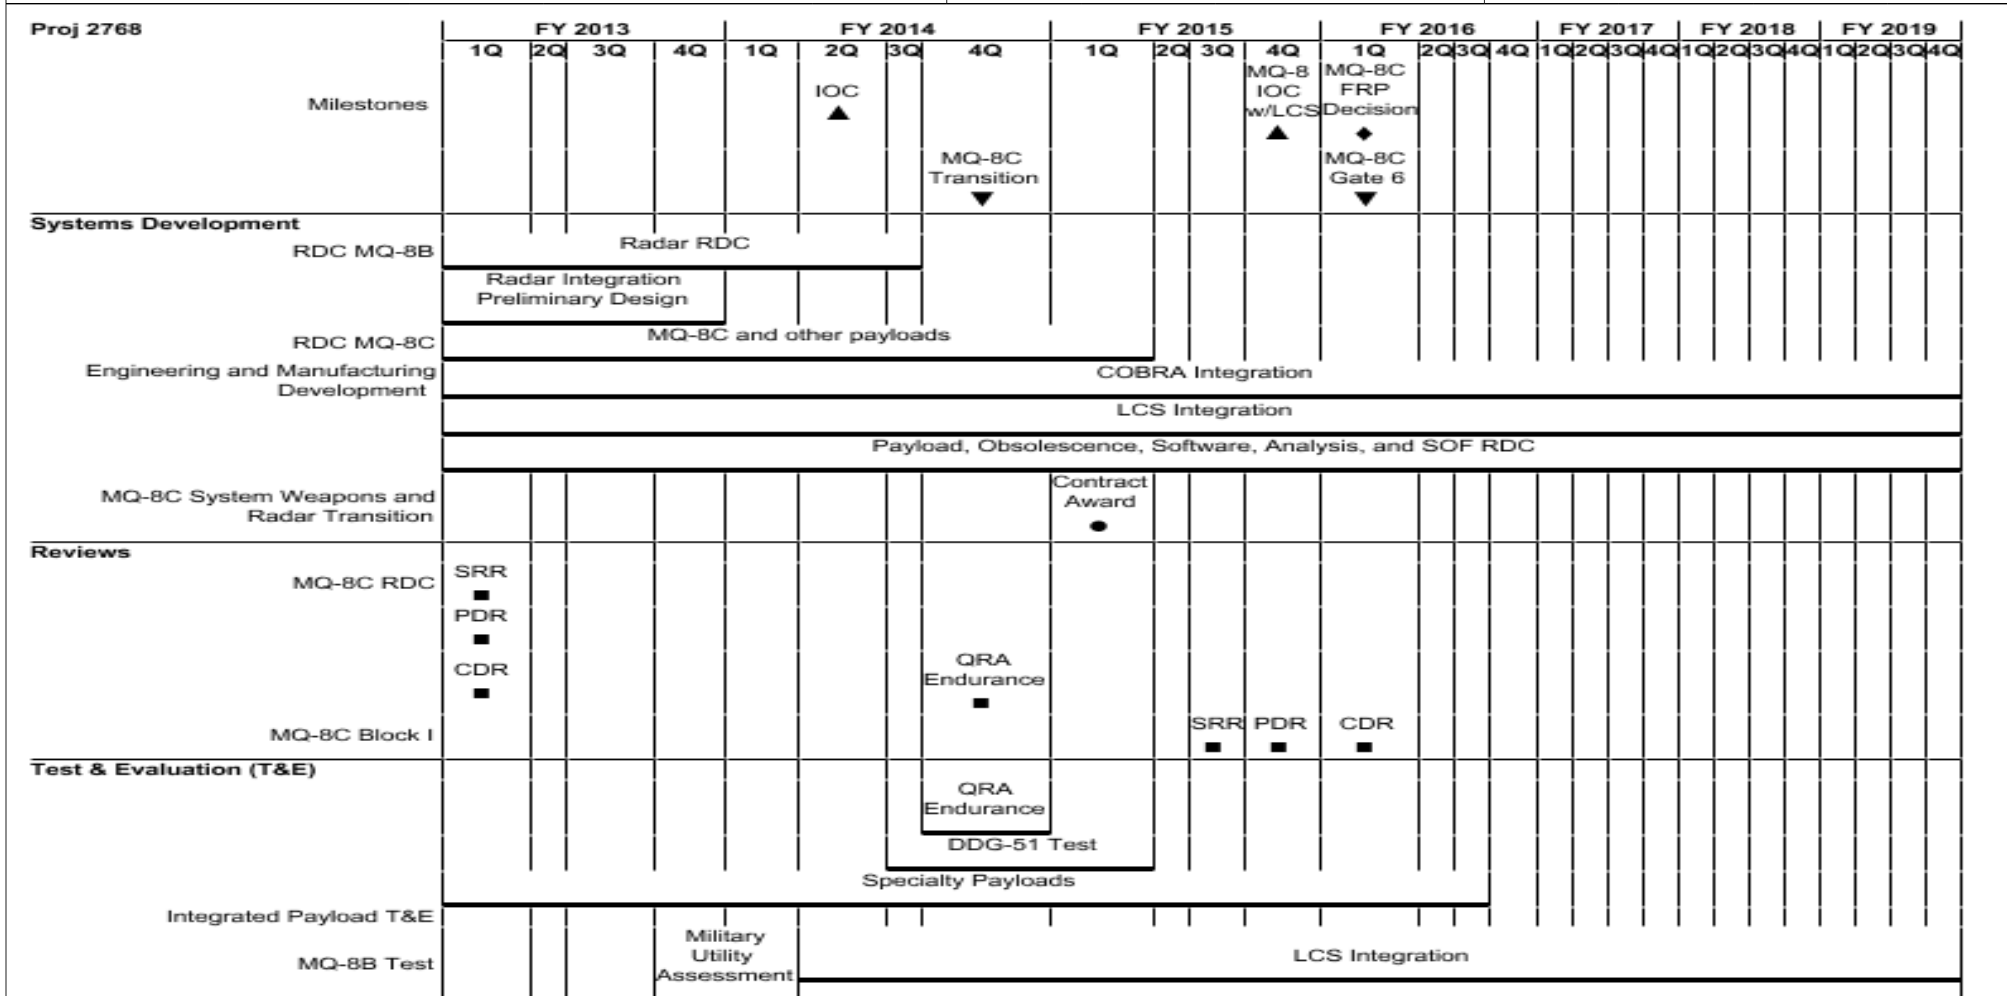 Proj 2768
FY 2013 FY 2014 FY 2015 FY 2016 FY 2017 FY 2018 FY 2019
1Q 2Q 3Q 4Q 1Q 2Q 3Q 4Q 1Q 2Q 3Q 4Q 1Q 2Q 3Q 4Q 1Q 2Q 3Q 4Q 1Q 2Q 3Q 4Q 1Q 2Q 3Q 4Q
Milestones
IOC
MQ-8
IOC
w/LCS
MQ-8C
FRP
Decision
MQ-8C
Transition
MQ-8C
Gate 6
Systems Development
RDC MQ-8B
Radar RDC
Radar Integration
Preliminary Design
RDC MQ-8C
MQ-8C and other payloads
Engineering and Manufacturing
Development
COBRA Integration
LCS Integration
Payload, Obsolescence, Software, Analysis, and SOF RDC
MQ-8C System Weapons and
Radar Transition
Contract
Award
Reviews
MQ-8C RDC
SRR
PDR
CDR
QRA
Endurance
MQ-8C Block I
SRR PDR CDR
Test & Evaluation (T&E)
QRA
Endurance
DDG-51 Test
Specialty Payloads
Integrated Payload T&E
MQ-8B Test
Military
Utility
Assessment
LCS Integration